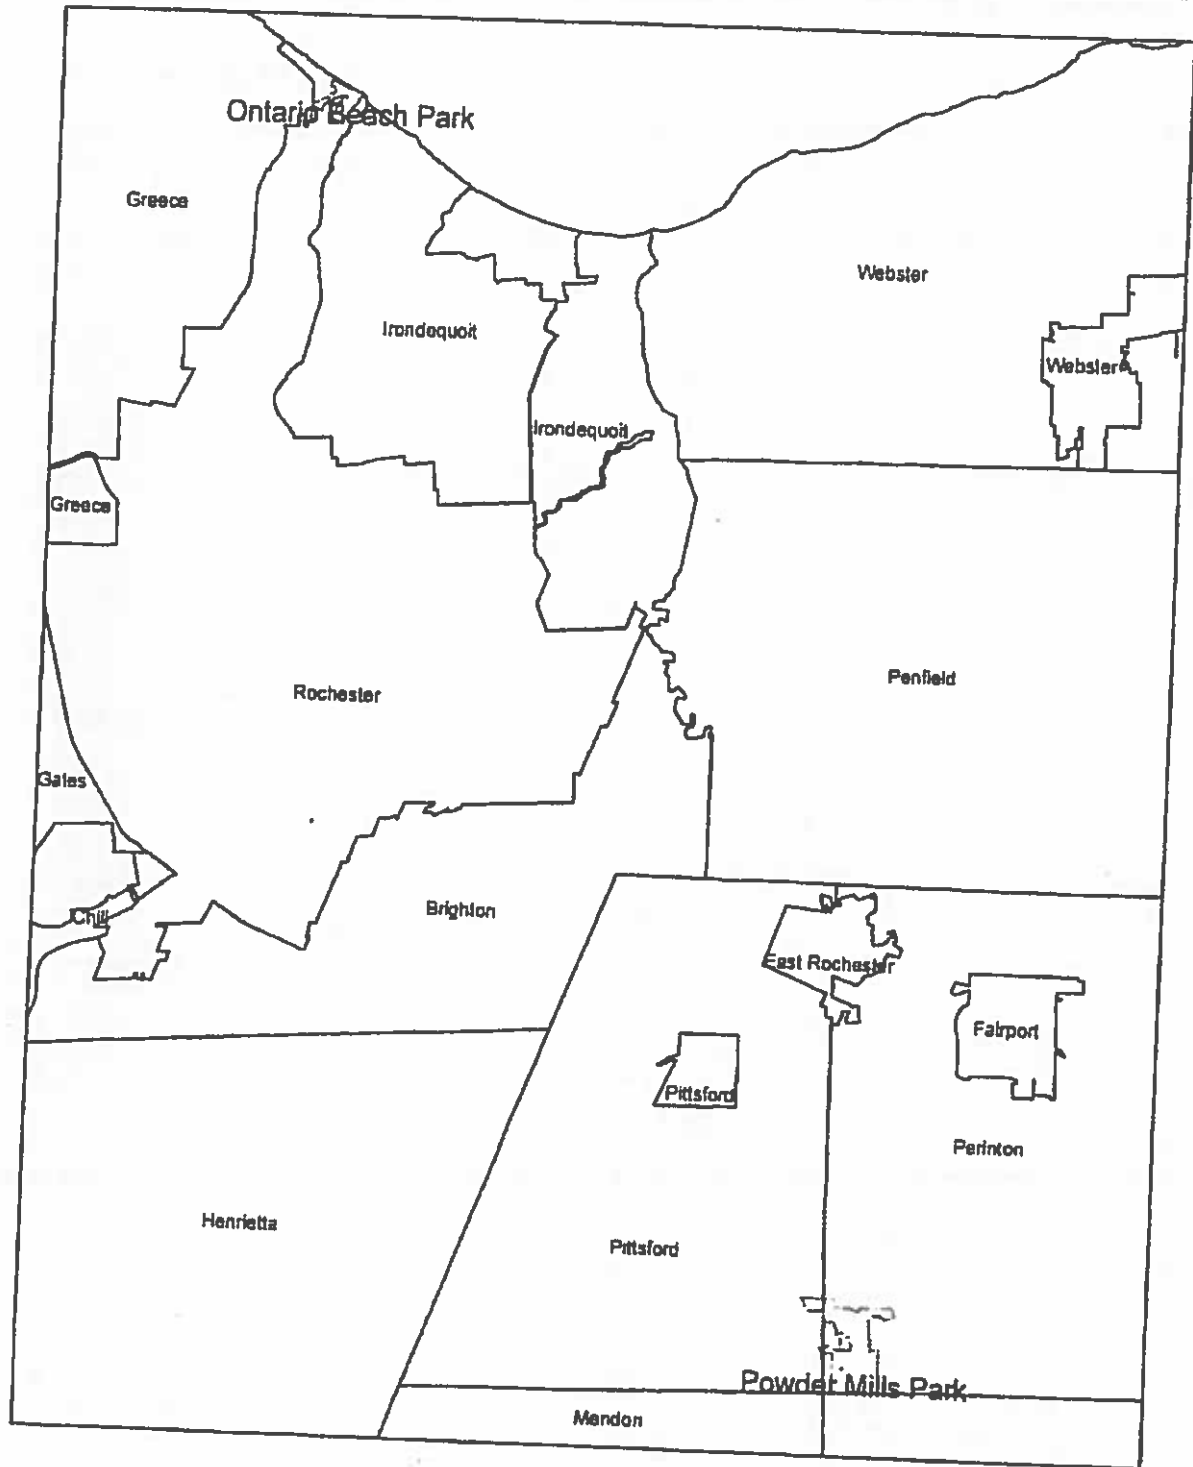 Ontario Beach Park
Greece
Webster
Irondequoit
Webster
Irondequoit
Greece
Penfield
Rochester
Gates
Chili
Brighton
East Rochester
Fairport
Pittsford
Perinton
Henrietta
Pittsford
Powder Mills Park
Mendon